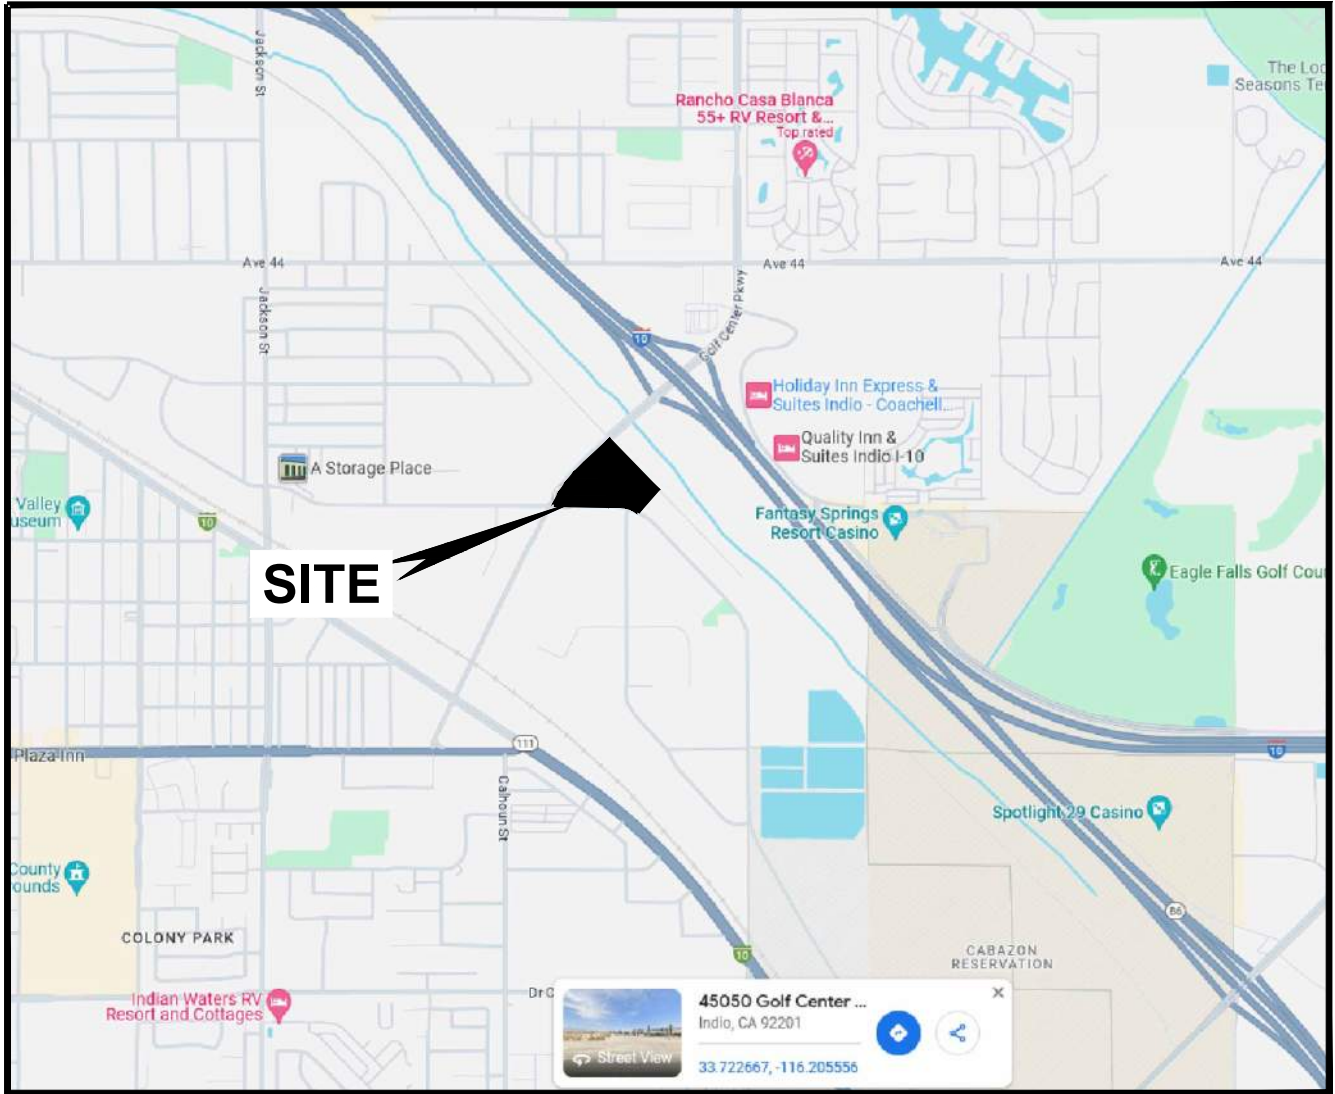 Jackson St
The Loo
Seasons Te
Rancho Casa Blanca
55+ RV Resort &...
Top rated
Ave 44
Ave 44
Ave 44
Jackson St
Golf Center Pkwy
10
Holiday Inn Express &
Suites Indio - Coachell...
Quality Inn &
Suites Indio I-10
A Storage Place
Valley
useum
10
Fantasy Springs
Resort Casino
Eagle Falls Golf Cour
SITE
111
Plaza Inn
10
Calhoun St
Spotlight 29 Casino
County
ounds
86
COLONY PARK
10
CABAZON
RESERVATION
Indian Waters RV
Resort and Cottages
Dr C
45050 Golf Center ...
Indio, CA 92201
Street View
33.722667, -116.205556